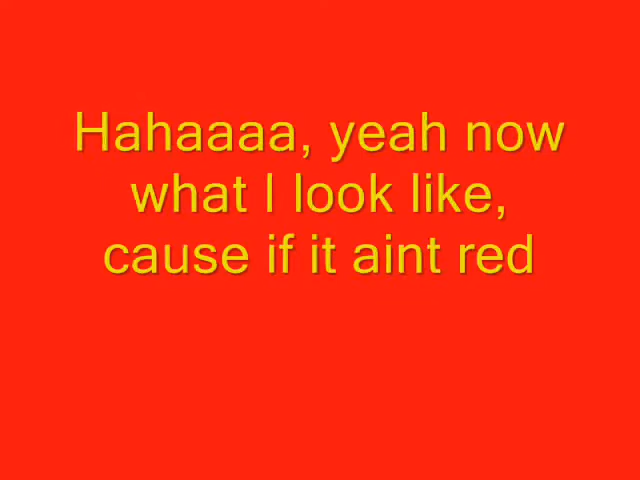 Hahaaaa, yeah now
what I look like,
cause if it aint red